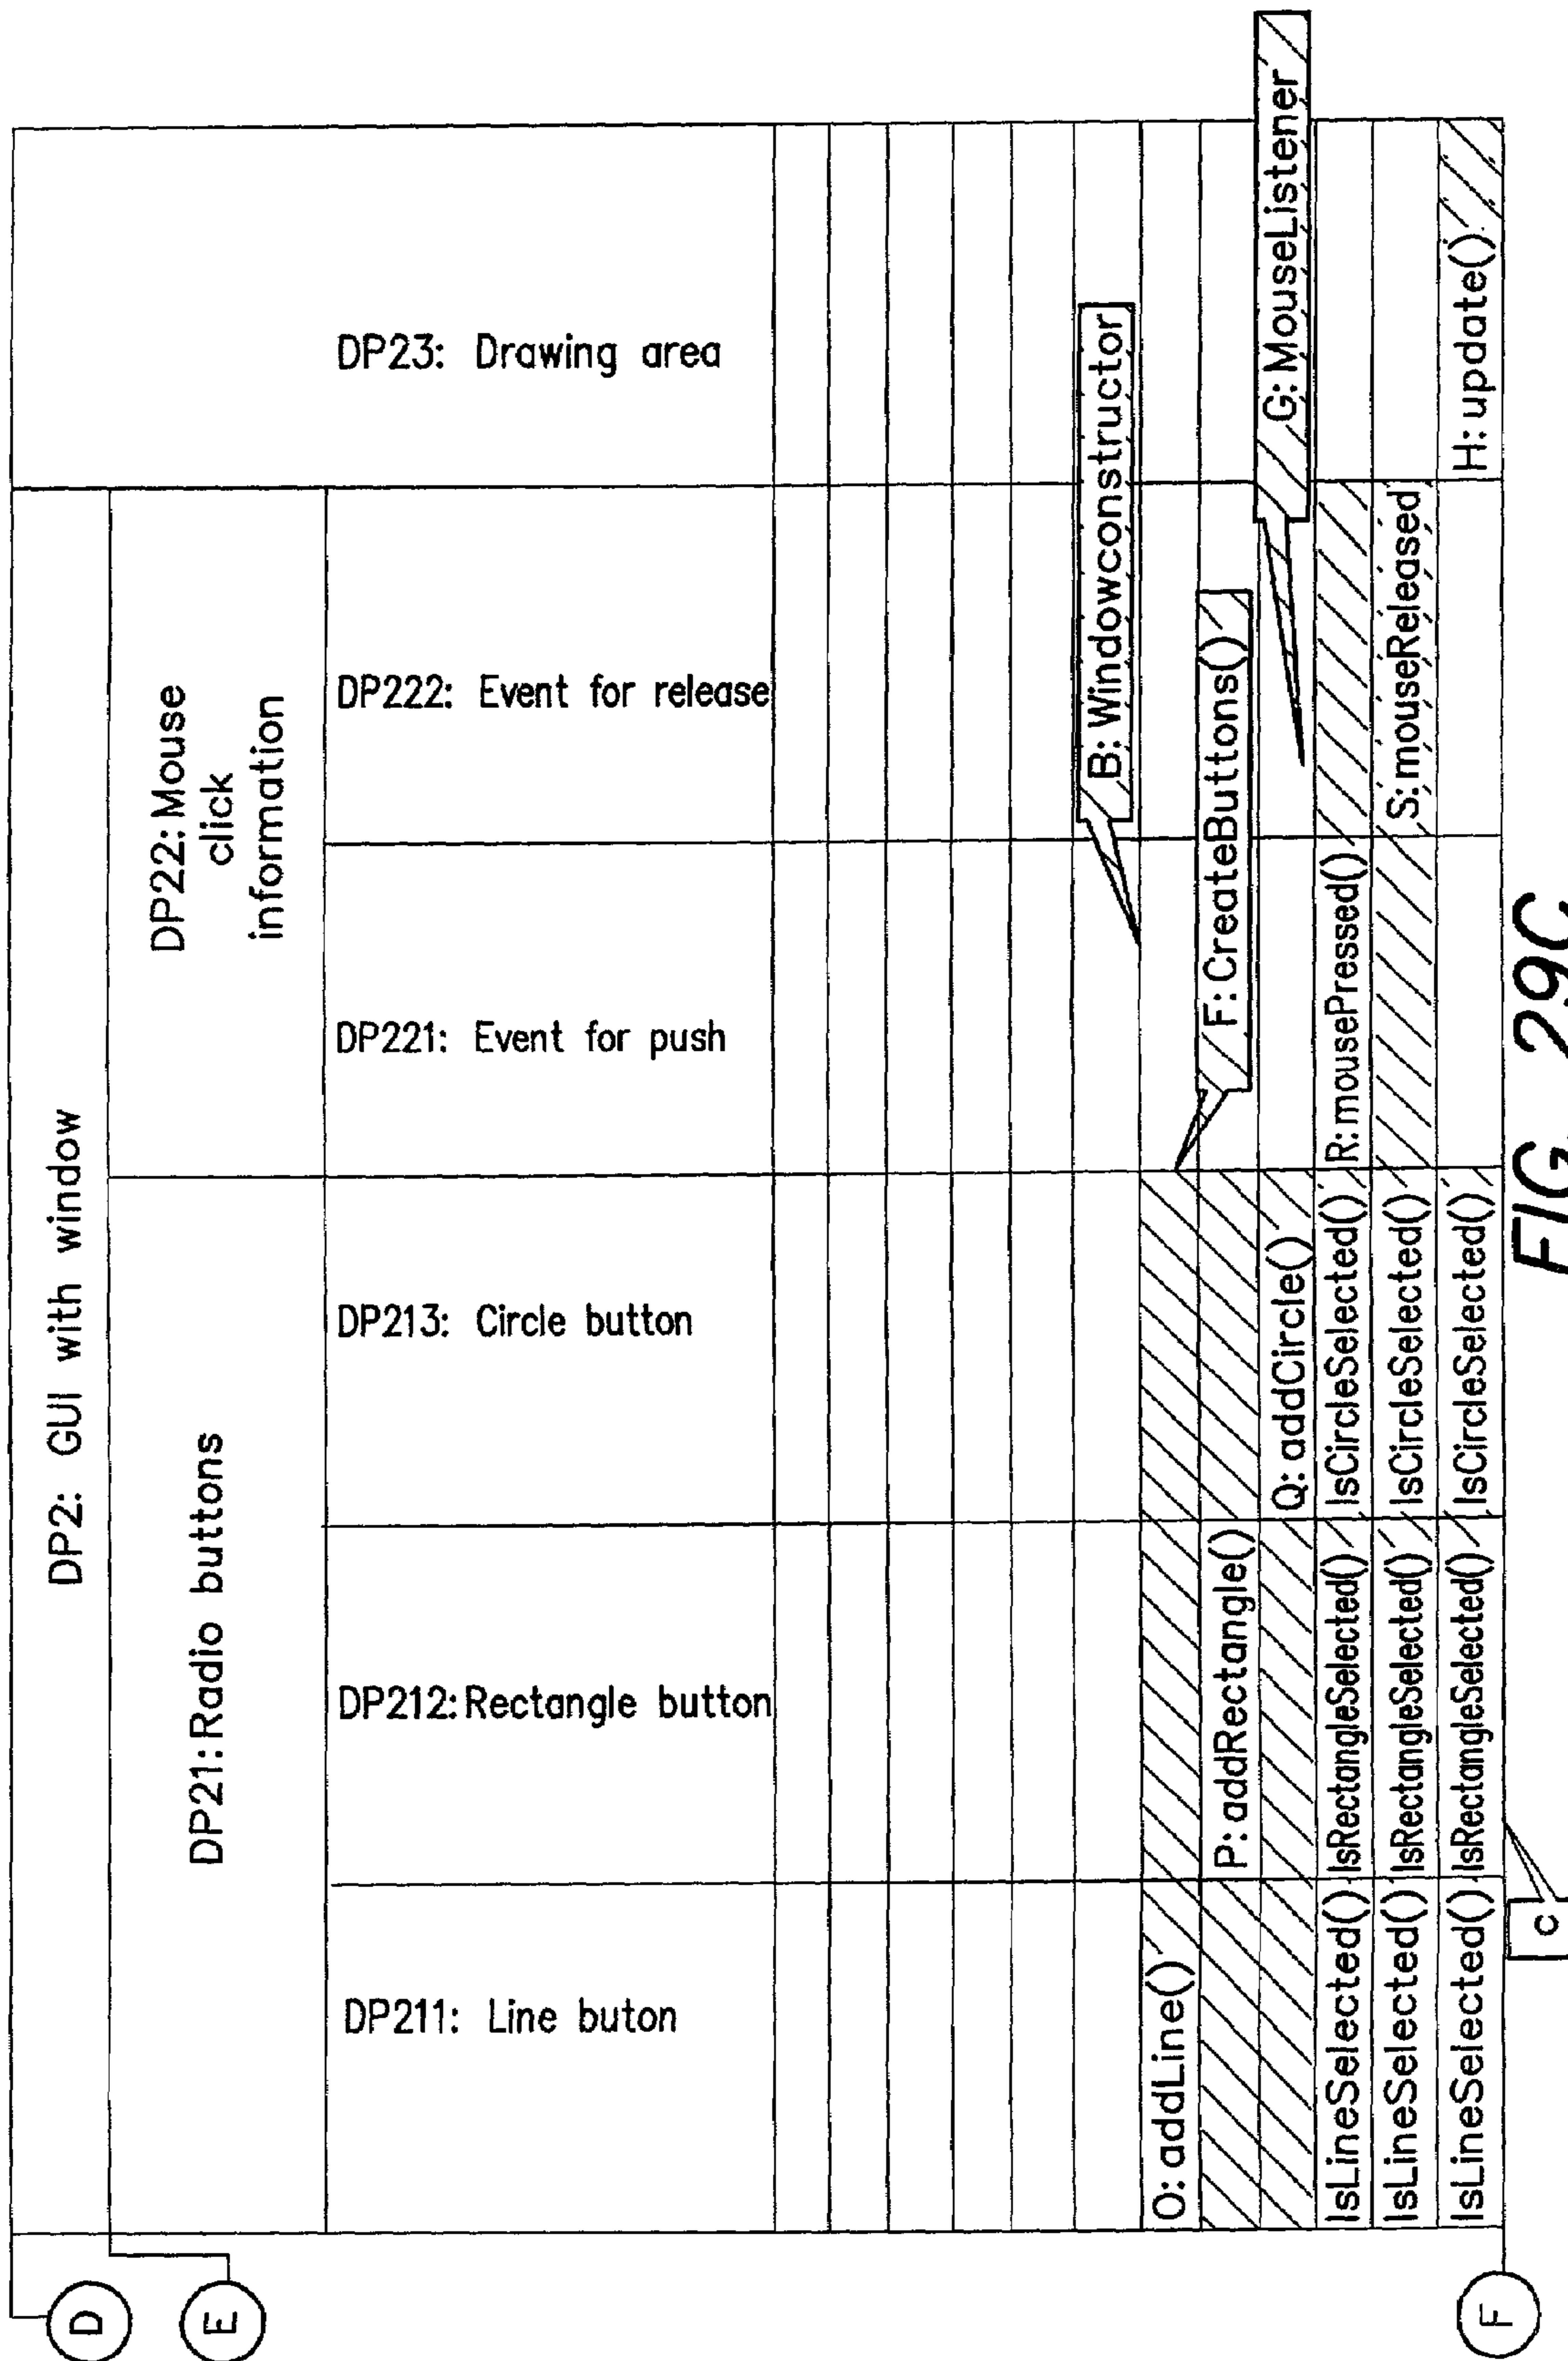 D
E
F
DP2: GUI with window
DP21: Radio buttons
DP22: Mouse
click
information
DP211: Line buton
DP212: Rectangle button
DP213: Circle button
DP221: Event for push
DP222: Event for release
DP23: Drawing area
B: Windowconstructor
O: addLine()
P: addRectangle()
F: CreateButtons()
Q: addCircle()
G: MouseListener
IsLineSelected()
IsRectangleSelected()
IsCircleSelected()
R: mousePressed()
IsLineSelected()
IsRectangleSelected()
IsCircleSelected()
S: mouseReleased
IsLineSelected()
IsRectangleSelected()
IsCircleSelected()
H: update()
c
FIG. 29C